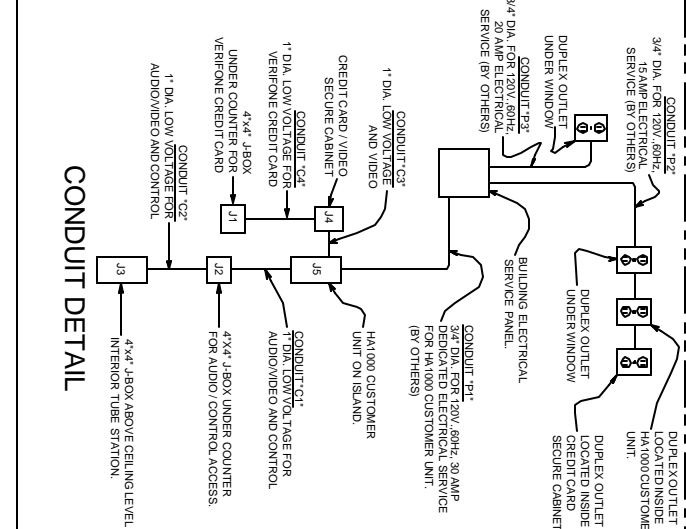 3/4" DIA. FOR 120V.,60Hz,
15 AMP ELECTRICAL
SERVICE (BY OTHERS)
CONDUIT "P2"
DUPLEX OUTLET
LOCATED INSIDE
HA1000 CUSTOME
UNIT.
DUPLEX OUTLET
LOCATED INSIDE
CREDIT CARD
SECURE CABINET
DUPLEX OUTLET
UNDER WINDOW
DUPLEX OUTLET
UNDER WINDOW
CONDUIT "P3"
3/4" DIA. FOR 120V.,60Hz,
20 AMP ELECTRICAL
SERVICE (BY OTHERS)
BUILDING ELECTRICAL
SERVICE PANEL.
CONDUIT "P1"
3/4" DIA. FOR 120V.,60Hz, 30 AMP
DEDICATED ELECTRICAL SERVICE
FOR HA1000 CUSTOMER UNIT.
(BY OTHERS)
CONDUIT "C3"
1" DIA. LOW VOLTAGE
AND VIDEO
HA1000 CUSTOMER
UNIT ON ISLAND.
CREDIT CARD / VIDEO
SECURE CABINET
J4
J5
CONDUIT "C4"
1" DIA. LOW VOLTAGE FOR
VERIFONE CREDIT CARD
CONDUIT "C1"
1" DIA. LOW VOLTAGE FOR
AUDIO/VIDEO AND CONTROL
4"x4" J-BOX
UNDER COUNTER FOR
VERIFONE CREDIT CARD
J1
J2
4"X4" J-BOX UNDER COUNTER
FOR AUDIO / CONTROL ACCESS.
CONDUIT "C2"
1" DIA. LOW VOLTAGE FOR
AUDIO/VIDEO AND CONTROL
J3
4"x4" J-BOX ABOVE CEILING LEVEL
INTERIOR TUBE STATION.
CONDUIT DETAIL